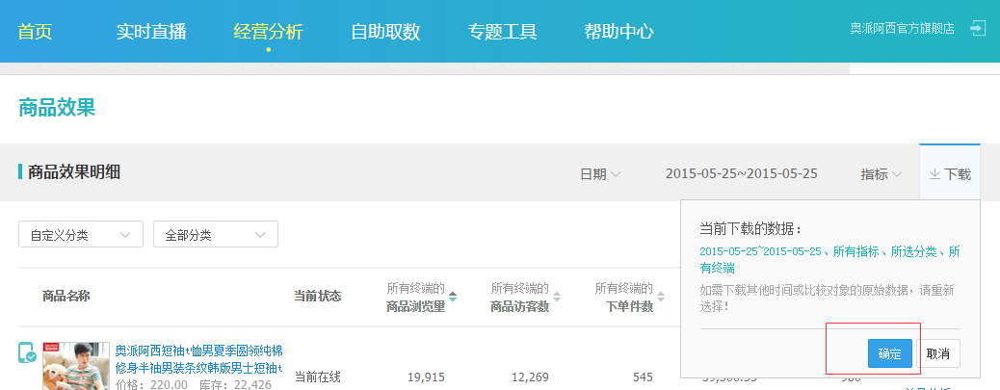 首页 实时直播 经营分析 自助取数 专题工具 帮助中心 奥派阿西官方旗舰店
商品效果
商品效果明细 日期 2015-05-25~2015-05-25 指标 下载
自定义分类 全部分类
当前下载的数据:
2015-05-25~2015-05-25、所有指标、所选分类、所
有终端
如需下载其他时间或比较对象的原始数据，请重新
选择!
确定 取消
商品名称 当前状态 所有终端的 所有终端的 所有终端的
商品浏览量 商品访客数 下单件数
奥派阿西短袖t恤男夏季圆领纯棉
修身半袖男装条纹韩版男士短袖t
价格：220.00 库存：22,426
当前在线 19,915 12,269 545